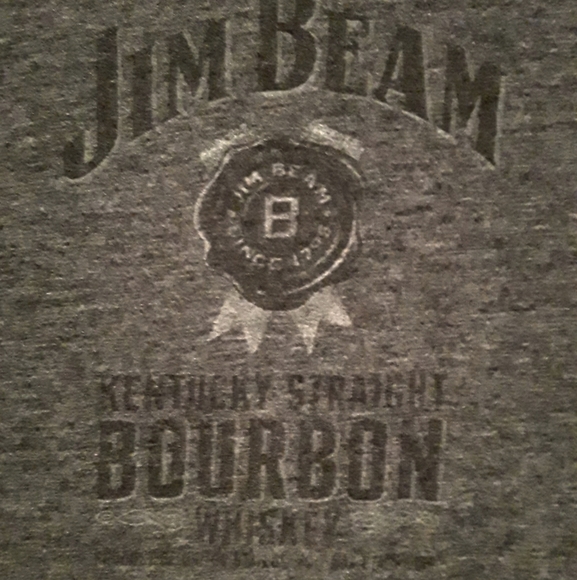 JIM BEAM
JIM BEAM
B
SINCE 1795
KENTUCKY STRAIGHT
BOURBON
WHISKEY